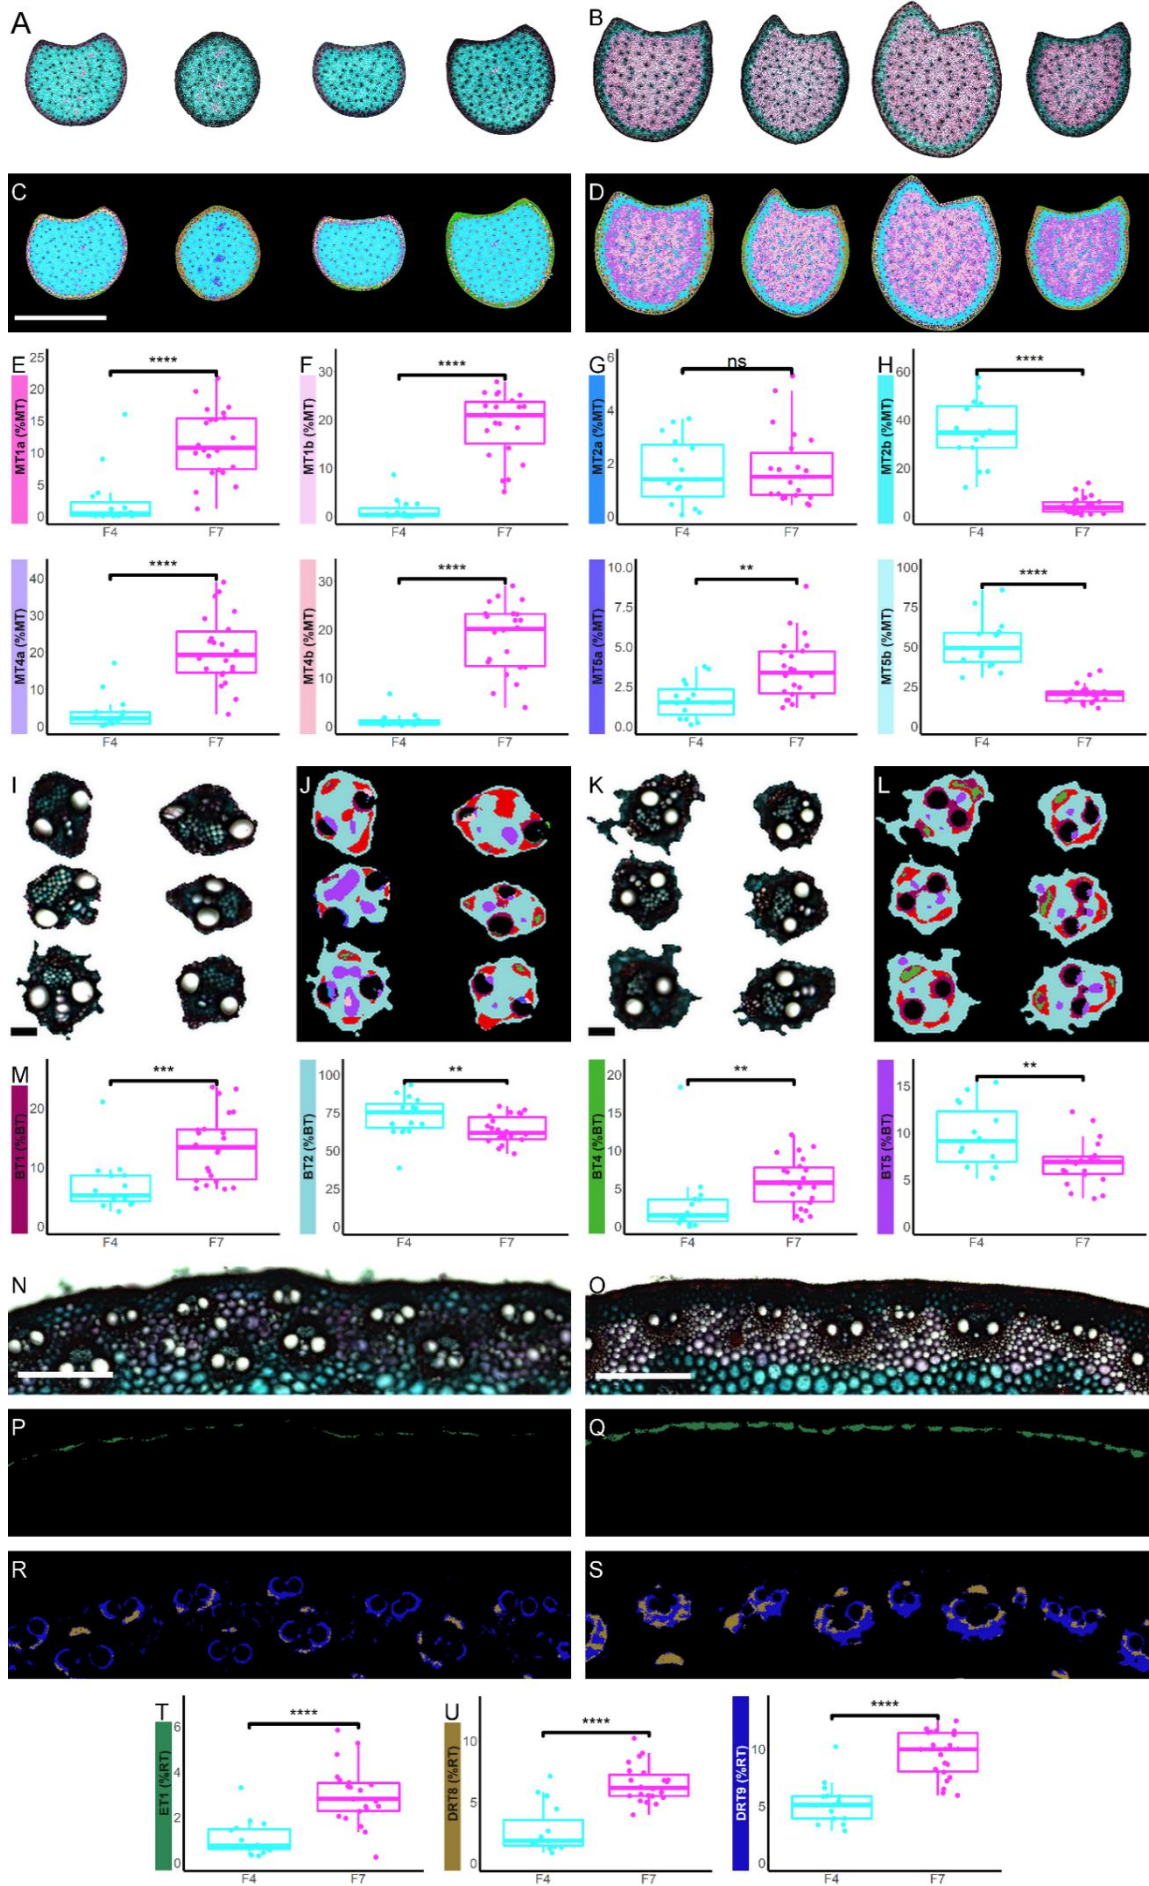 A
B
C
D
E
MT1a (%MT)
25
20
15
10
5
0
****
F4
F7
F
MT1b (%MT)
30
20
10
0
****
F4
F7
G
MT2a (%MT)
6
4
2
0
ns
F4
F7
H
MT2b (%MT)
60
40
20
0
****
F4
F7
MT4a (%MT)
40
30
20
10
0
****
F4
F7
MT4b (%MT)
30
20
10
0
****
F4
F7
MT5a (%MT)
10.0
7.5
5.0
2.5
0.0
**
F4
F7
MT5b (%MT)
100
75
50
25
0
****
F4
F7
I
J
K
L
M
BT1 (%BT)
20
10
0
***
F4
F7
BT2 (%BT)
100
75
50
25
0
**
F4
F7
BT4 (%BT)
20
15
10
5
0
**
F4
F7
BT5 (%BT)
15
10
5
0
**
F4
F7
N
O
P
Q
R
S
T
ET1 (%RT)
6
4
2
0
****
F4
F7
U
DRT8 (%RT)
10
5
0
****
F4
F7
DRT9 (%RT)
10
5
0
****
F4
F7